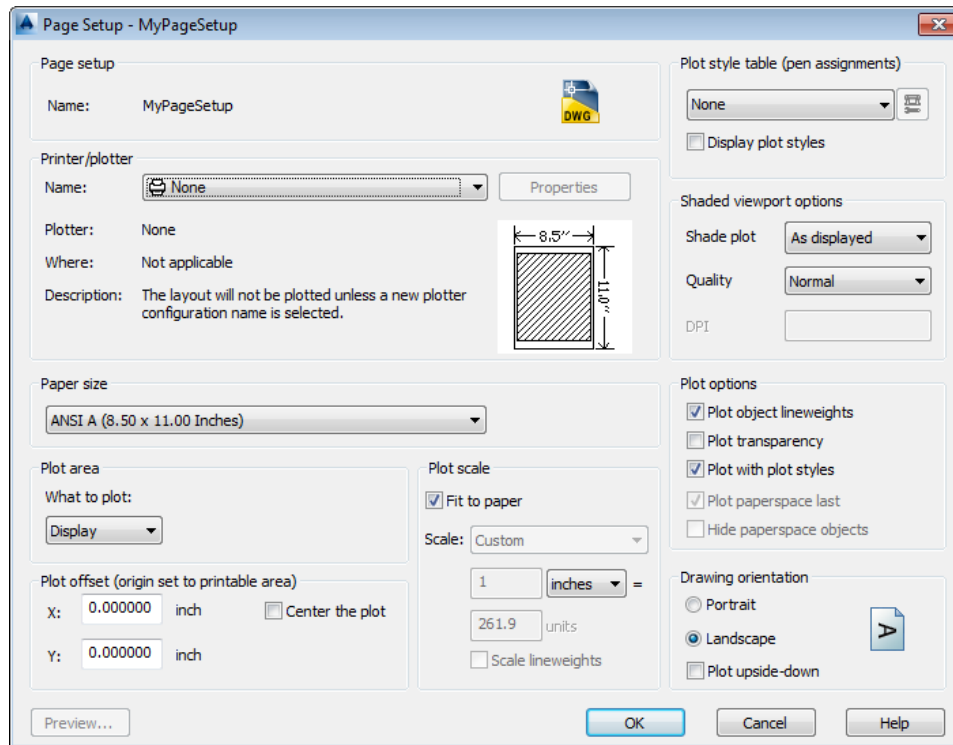 Page Setup - MyPageSetup
Page setup
Name: MyPageSetup
DWG
Printer/plotter
Name: None
Properties
Plotter: None
Where: Not applicable
Description: The layout will not be plotted unless a new plotter
configuration name is selected.
8.5"
11.0"
Paper size
ANSI A (8.50 x 11.00 Inches)
Plot area
What to plot:
Display
Plot offset (origin set to printable area)
X: 0.000000 inch
Center the plot
Y: 0.000000 inch
Plot scale
Fit to paper
Scale: Custom
1 inches =
261.9 units
Scale lineweights
Plot style table (pen assignments)
None
Display plot styles
Shaded viewport options
Shade plot As displayed
Quality Normal
DPI
Plot options
Plot object lineweights
Plot transparency
Plot with plot styles
Plot paperspace last
Hide paperspace objects
Drawing orientation
Portrait
Landscape
A
Plot upside-down
Preview...
OK
Cancel
Help